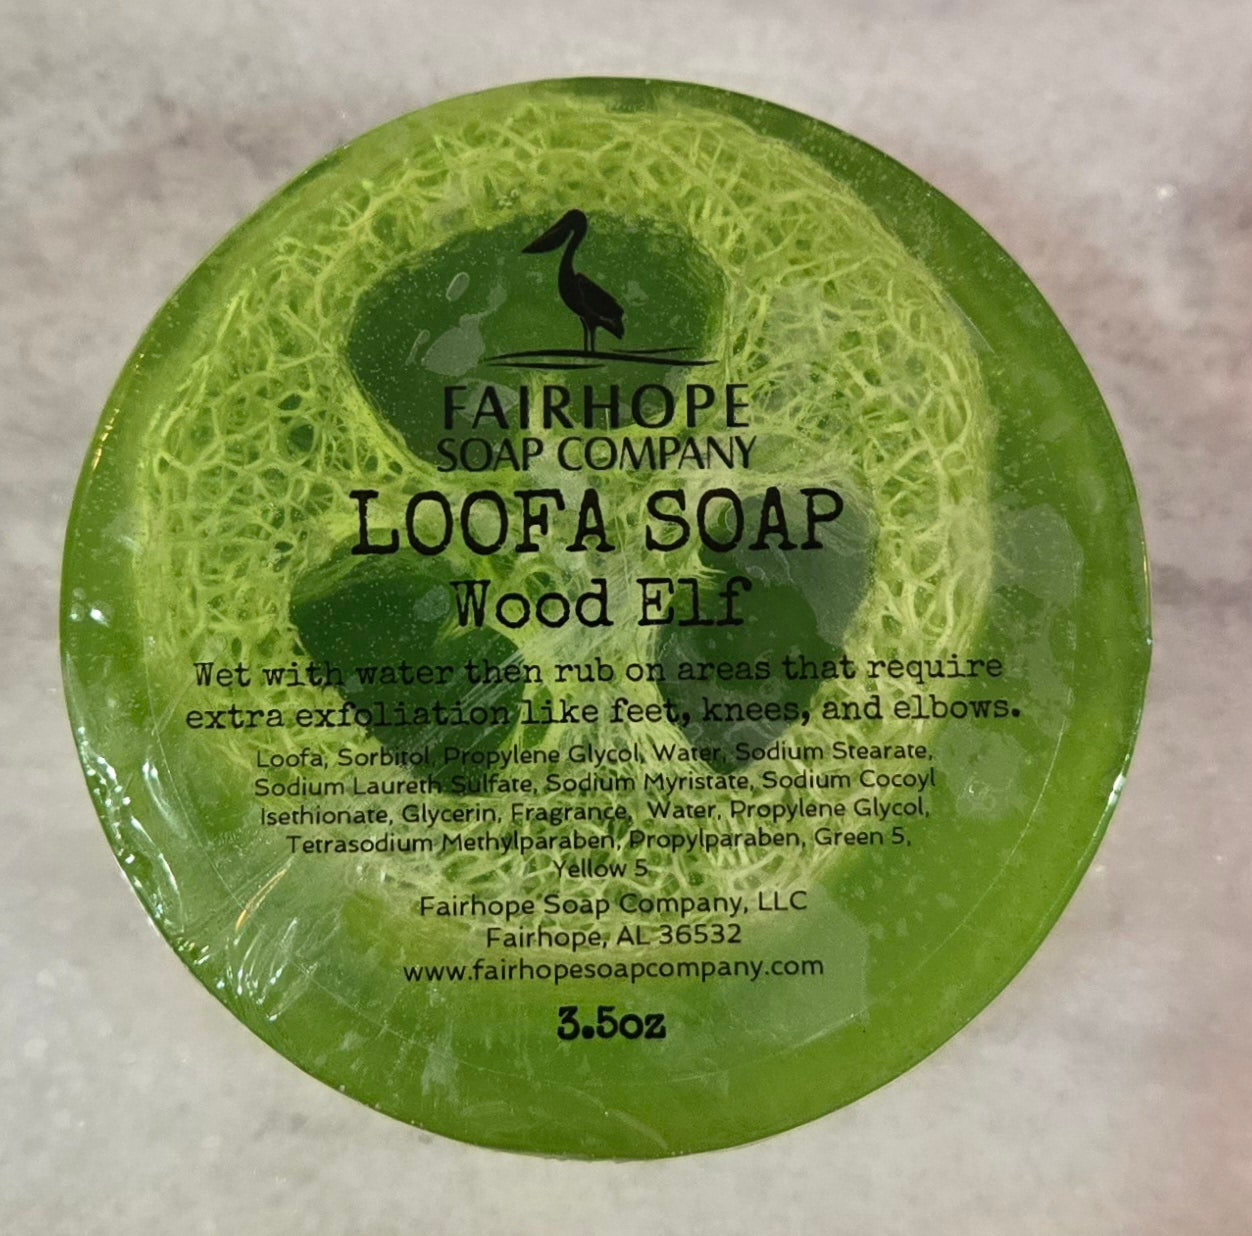 FAIRHOPE
SOAP COMPANY
LOOFA SOAP
Wood Elf
Wet with water then rub on areas that require
extra exfoliation like feet, knees, and elbows.
Loofa, Sorbitol, Propylene Glycol, Water, Sodium Stearate,
Sodium Laureth Sulfate, Sodium Myristate, Sodium Cocoyl
Isethionate, Glycerin, Fragrance, Water, Propylene Glycol,
Tetrasodium Methylparaben, Propylparaben, Green 5,
Yellow 5
Fairhope Soap Company, LLC
Fairhope, AL 36532
www.fairhopesoapcompany.com
3.5oz